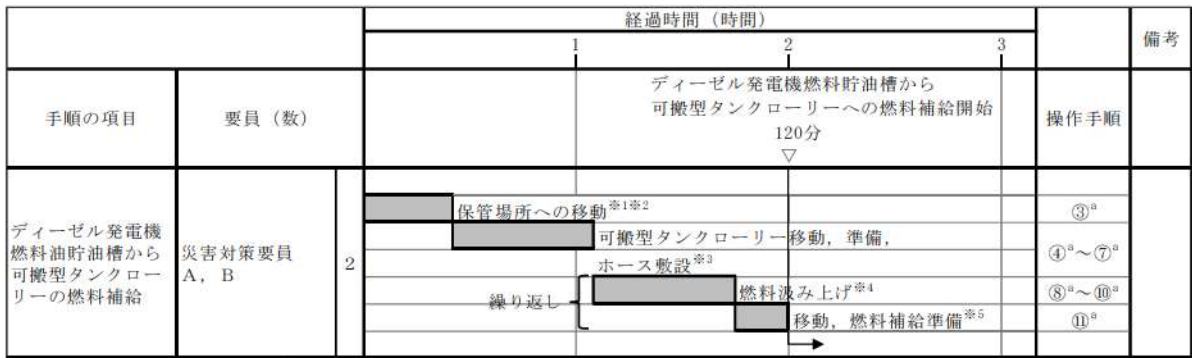 経過時間（時間）
備考
1 2 3
手順の項目
要員（数）
ディーゼル発電機燃料貯油槽から
可搬型タンクローリーへの燃料補給開始
120分
▽
操作手順
ディーゼル発電機
燃料油貯油槽から
可搬型タンクロー
リーの燃料補給
災害対策要員
A，B
2
保管場所への移動※1※2
③a
可搬型タンクローリー移動，準備，
ホース敷設※3
④a～⑦a
繰り返し
燃料汲み上げ※4
⑧a～⑩a
移動，燃料補給準備※5
⑪a